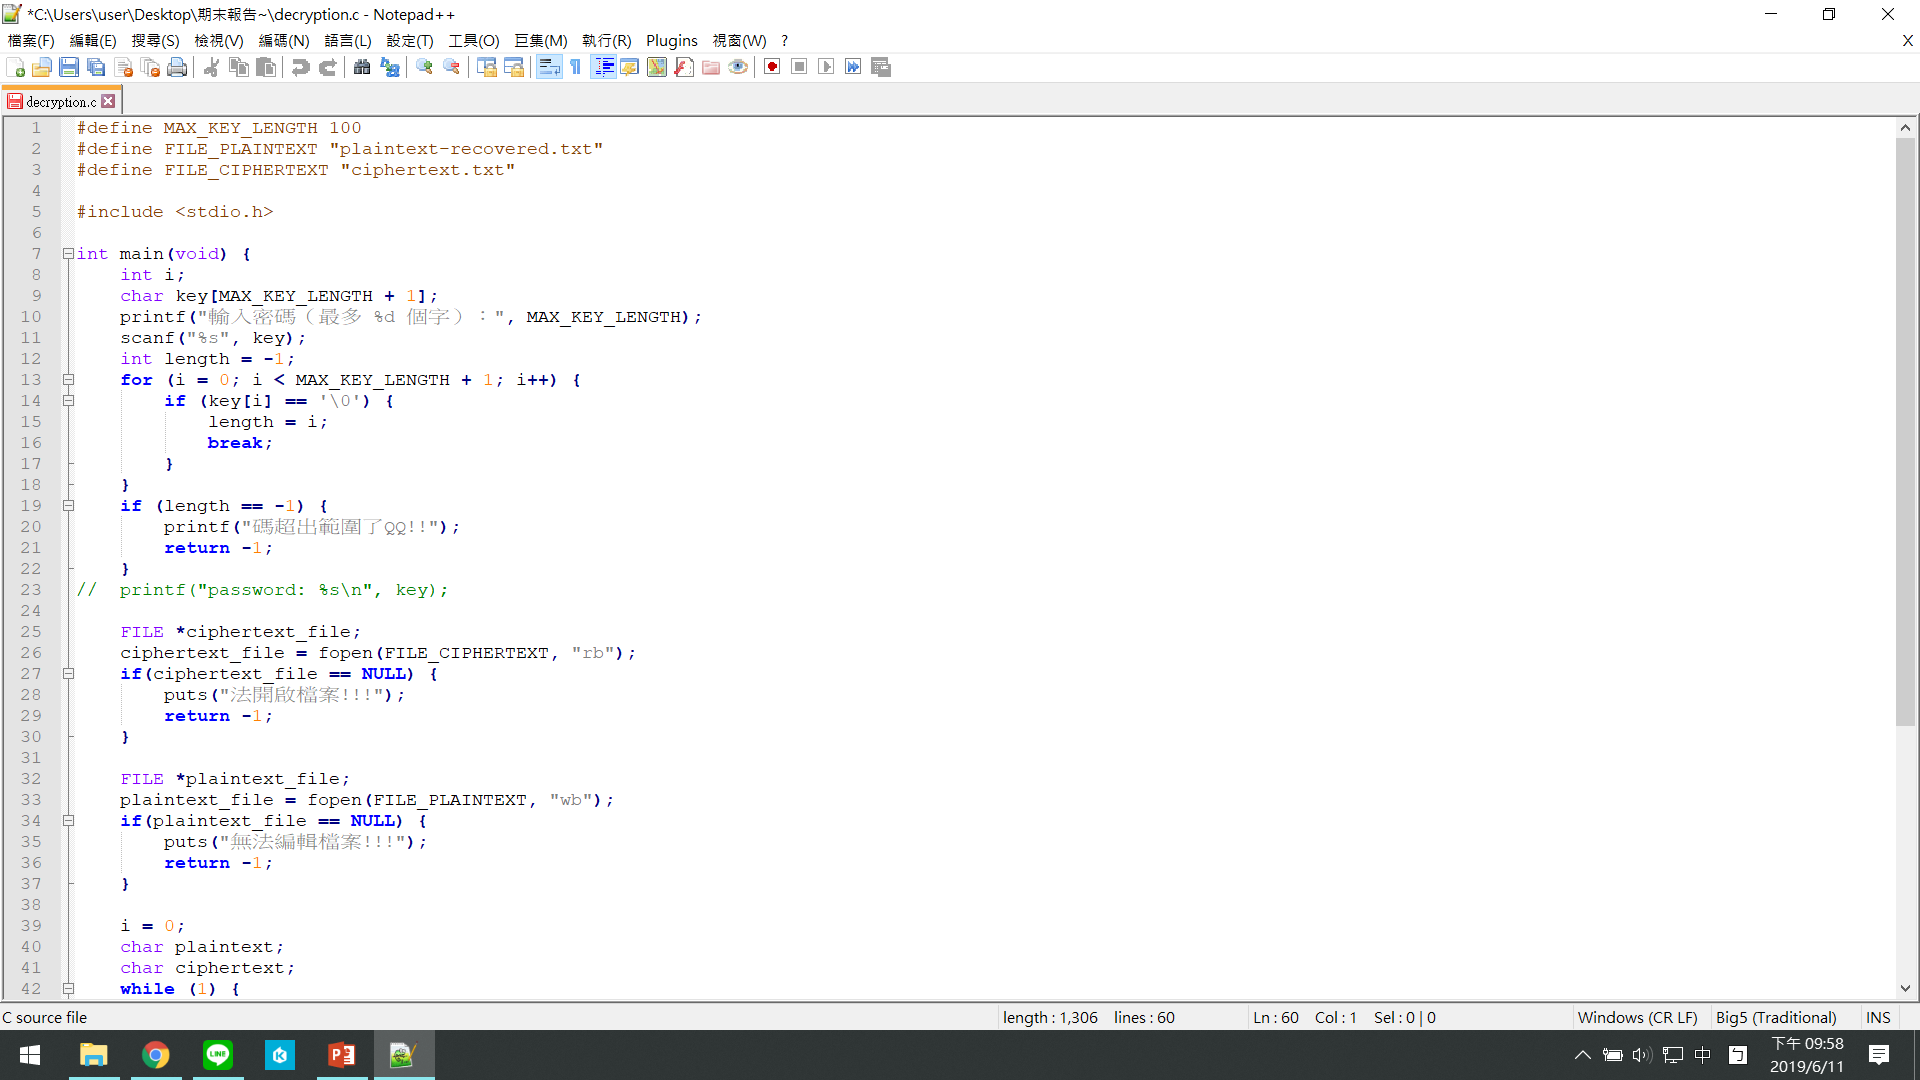 *C:\Users\user\Desktop\期末報告~\decryption.c - Notepad++
檔案(F) 編輯(E) 搜尋(S) 檢視(V) 編碼(N) 語言(L) 設定(T) 工具(O) 巨集(M) 執行(R) Plugins 視窗(W) ? X
decryption.c
1 #define MAX_KEY_LENGTH 100
2 #define FILE_PLAINTEXT "plaintext-recovered.txt"
3 #define FILE_CIPHERTEXT "ciphertext.txt"
4
5 #include <stdio.h>
6
7 int main(void) {
8 int i;
9 char key[MAX_KEY_LENGTH + 1];
10 printf("輸入密碼（最多 %d 個字）：", MAX_KEY_LENGTH);
11 scanf("%s", key);
12 int length = -1;
13 for (i = 0; i < MAX_KEY_LENGTH + 1; i++) {
14 if (key[i] == '\0') {
15 length = i;
16 break;
17 }
18 }
19 if (length == -1) {
20 printf("碼超出範圍了QQ!!");
21 return -1;
22 }
23 // printf("password: %s\n", key);
24
25 FILE *ciphertext_file;
26 ciphertext_file = fopen(FILE_CIPHERTEXT, "rb");
27 if(ciphertext_file == NULL) {
28 puts("法開啟檔案!!!");
29 return -1;
30 }
31
32 FILE *plaintext_file;
33 plaintext_file = fopen(FILE_PLAINTEXT, "wb");
34 if(plaintext_file == NULL) {
35 puts("無法編輯檔案!!!");
36 return -1;
37 }
38
39 i = 0;
40 char plaintext;
41 char ciphertext;
42 while (1) {
C source file length : 1,306 lines : 60 Ln : 60 Col : 1 Sel : 0 | 0 Windows (CR LF) Big5 (Traditional) INS
LINE
中
下午 09:58
2019/6/11